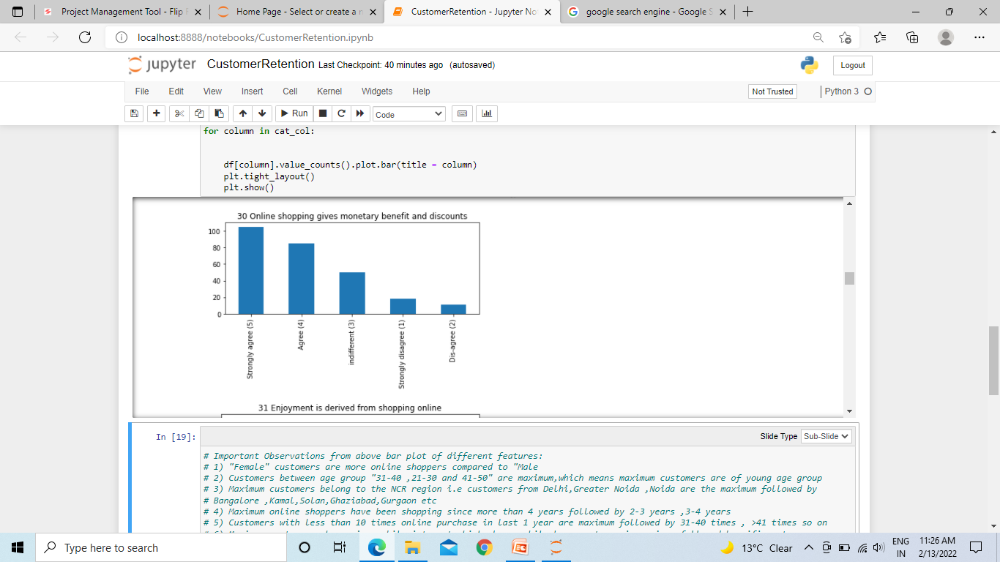 Project Management Tool - Flip
Home Page - Select or create a n
CustomerRetention - Jupyter No
google search engine - Google S
localhost:8888/notebooks/CustomerRetention.ipynb
jupyter CustomerRetention Last Checkpoint: 40 minutes ago (autosaved)
Logout
File Edit View Insert Cell Kernel Widgets Help
Not Trusted Python 3
Run Code
for column in cat_col:
df[column].value_counts().plot.bar(title = column)
plt.tight_layout()
plt.show()
30 Online shopping gives monetary benefit and discounts
100
80
60
40
20
0
Strongly agree (5)
Agree (4)
indifferent (3)
Strongly disagree (1)
Dis-agree (2)
31 Enjoyment is derived from shopping online
Slide Type Sub-Slide
In [19]:
# Important Observations from above bar plot of different features:
# 1) "Female" customers are more online shoppers compared to "Male
# 2) Customers between age group "31-40 ,21-30 and 41-50" are maximum,which means maximum customers are of young age group
# 3) Maximum customers belong to the NCR region i.e customers from Delhi,Greater Noida ,Noida are the maximum followed by
# Bangalore ,Kamal,Solan,Ghaziabad,Gurgaon etc
# 4) Maximum online shoppers have been shopping since more than 4 years followed by 2-3 years ,3-4 years
# 5) Customers with less than 10 times online purchase in last 1 year are maximum followed by 31-40 times , >41 times so on
Type here to search
13°C Clear
ENG
IN
11:26 AM
2/13/2022